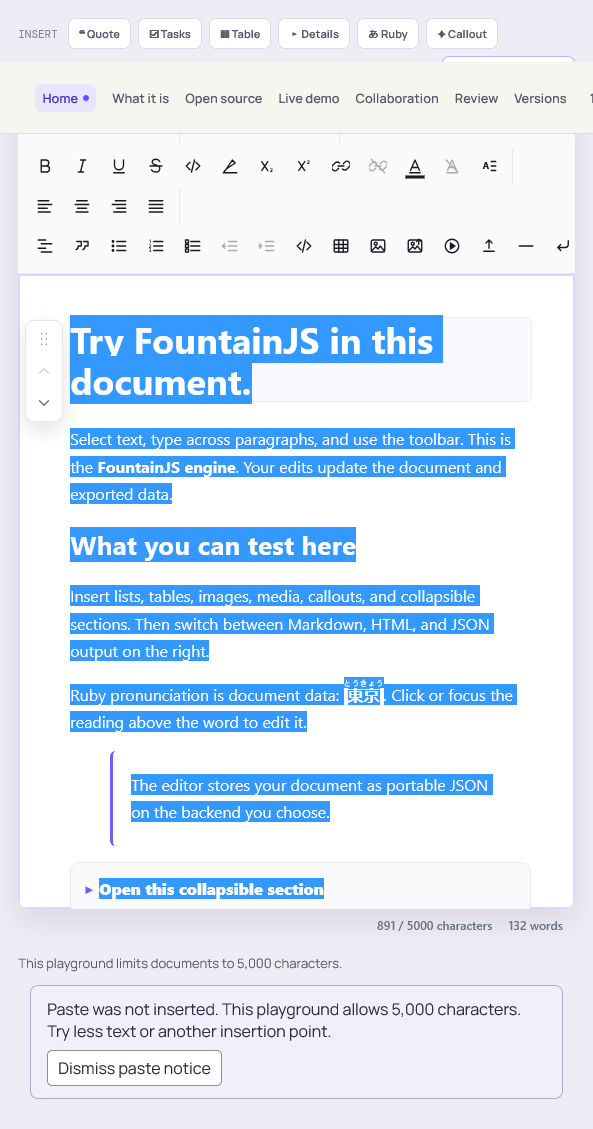 INSERT ❝Quote ☑Tasks ▦Table ▸ Details あ Ruby ✦Callout
Home What it is Open source Live demo Collaboration Review Versions
Try FountainJS in this
document.
Select text, type across paragraphs, and use the toolbar. This is
the FountainJS engine. Your edits update the document and
exported data.
What you can test here
Insert lists, tables, images, media, callouts, and collapsible
sections. Then switch between Markdown, HTML, and JSON
output on the right.
とうきょう
Ruby pronunciation is document data: 東京. Click or focus the
reading above the word to edit it.
The editor stores your document as portable JSON
on the backend you choose.
▸ Open this collapsible section
891 / 5000 characters 132 words
This playground limits documents to 5,000 characters.
Paste was not inserted. This playground allows 5,000 characters.
Try less text or another insertion point.
Dismiss paste notice